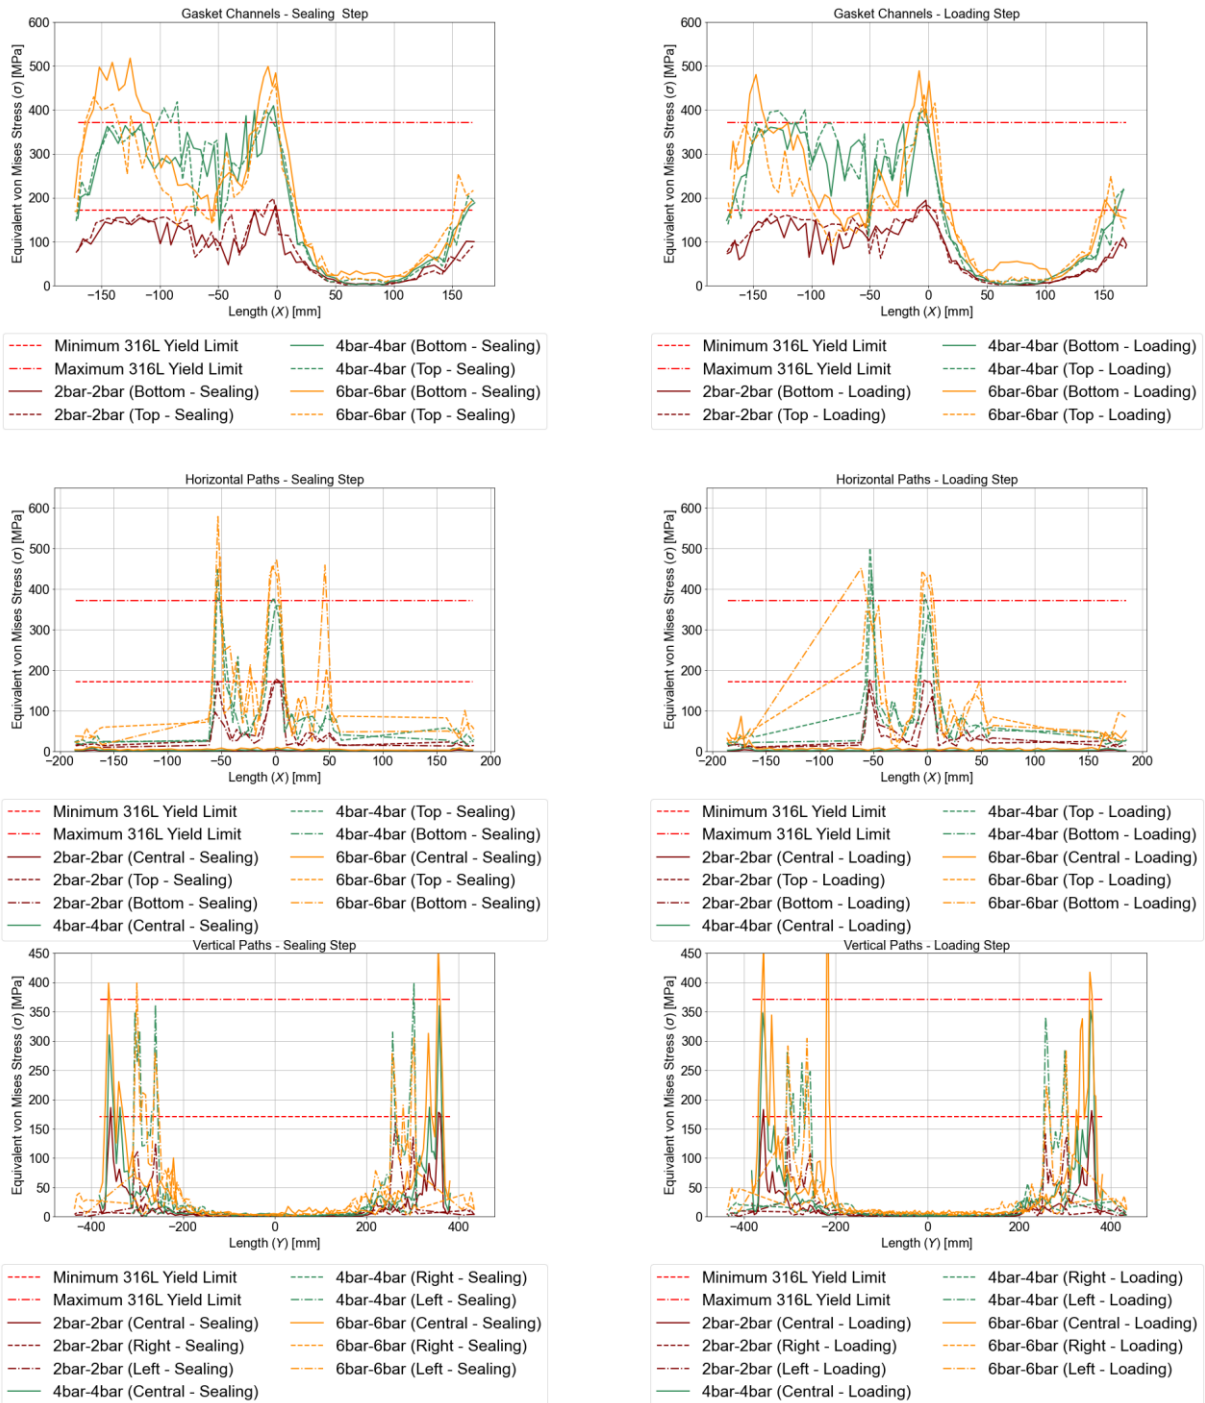 Gasket Channels - Sealing  Step
Equivalent von Mises Stress (σ) [MPa]
600
500
400
300
200
100
0
−150 −100 −50 0 50 100 150
Length (X) [mm]
Minimum 316L Yield Limit
Maximum 316L Yield Limit
2bar-2bar (Bottom - Sealing)
2bar-2bar (Top - Sealing)
4bar-4bar (Bottom - Sealing)
4bar-4bar (Top - Sealing)
6bar-6bar (Bottom - Sealing)
6bar-6bar (Top - Sealing)
Gasket Channels - Loading Step
Equivalent von Mises Stress (σ) [MPa]
600
500
400
300
200
100
0
−150 −100 −50 0 50 100 150
Length (X) [mm]
Minimum 316L Yield Limit
Maximum 316L Yield Limit
2bar-2bar (Bottom - Loading)
2bar-2bar (Top - Loading)
4bar-4bar (Bottom - Loading)
4bar-4bar (Top - Loading)
6bar-6bar (Bottom - Loading)
6bar-6bar (Top - Loading)
Horizontal Paths - Sealing Step
Equivalent von Mises Stress (σ) [MPa]
600
500
400
300
200
100
0
−200 −150 −100 −50 0 50 100 150 200
Length (X) [mm]
Minimum 316L Yield Limit
Maximum 316L Yield Limit
2bar-2bar (Central - Sealing)
2bar-2bar (Top - Sealing)
2bar-2bar (Bottom - Sealing)
4bar-4bar (Central - Sealing)
4bar-4bar (Top - Sealing)
4bar-4bar (Bottom - Sealing)
6bar-6bar (Central - Sealing)
6bar-6bar (Top - Sealing)
6bar-6bar (Bottom - Sealing)
Horizontal Paths - Loading Step
Equivalent von Mises Stress (σ) [MPa]
600
500
400
300
200
100
0
−200 −150 −100 −50 0 50 100 150 200
Length (X) [mm]
Minimum 316L Yield Limit
Maximum 316L Yield Limit
2bar-2bar (Central - Loading)
2bar-2bar (Top - Loading)
2bar-2bar (Bottom - Loading)
4bar-4bar (Central - Loading)
4bar-4bar (Top - Loading)
4bar-4bar (Bottom - Loading)
6bar-6bar (Central - Loading)
6bar-6bar (Top - Loading)
6bar-6bar (Bottom - Loading)
Vertical Paths - Sealing Step
Equivalent von Mises Stress (σ) [MPa]
450
400
350
300
250
200
150
100
50
0
−400 −200 0 200 400
Length (Y) [mm]
Minimum 316L Yield Limit
Maximum 316L Yield Limit
2bar-2bar (Central - Sealing)
2bar-2bar (Right - Sealing)
2bar-2bar (Left - Sealing)
4bar-4bar (Central - Sealing)
4bar-4bar (Right - Sealing)
4bar-4bar (Left - Sealing)
6bar-6bar (Central - Sealing)
6bar-6bar (Right - Sealing)
6bar-6bar (Left - Sealing)
Vertical Paths - Loading Step
Equivalent von Mises Stress (σ) [MPa]
450
400
350
300
250
200
150
100
50
0
−400 −200 0 200 400
Length (Y) [mm]
Minimum 316L Yield Limit
Maximum 316L Yield Limit
2bar-2bar (Central - Loading)
2bar-2bar (Right - Loading)
2bar-2bar (Left - Loading)
4bar-4bar (Central - Loading)
4bar-4bar (Right - Loading)
4bar-4bar (Left - Loading)
6bar-6bar (Central - Loading)
6bar-6bar (Right - Loading)
6bar-6bar (Left - Loading)